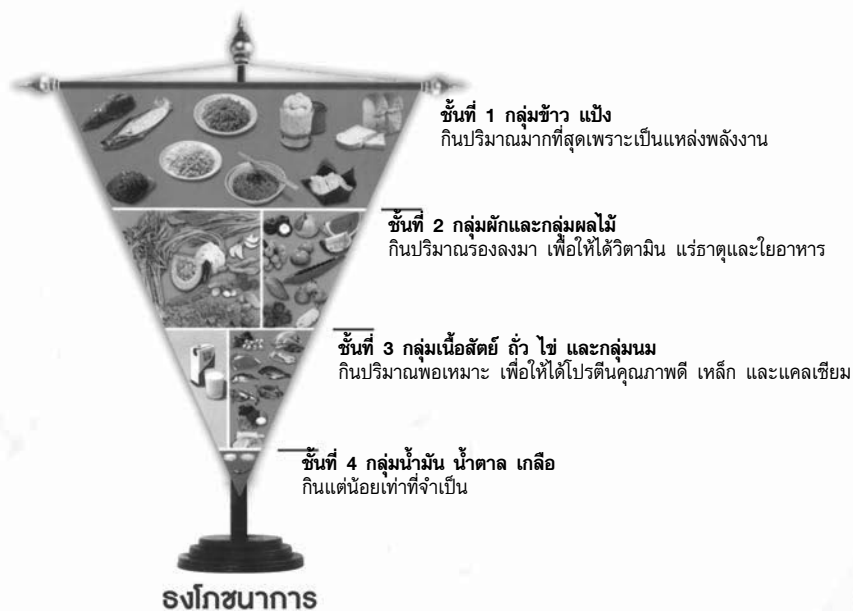 ชั้นที่ 1 กลุ่มข้าว แป้ง
กินปริมาณมากที่สุดเพราะเป็นแหล่งพลังงาน
ชั้นที่ 2 กลุ่มผักและกลุ่มผลไม้
กินปริมาณรองลงมา เพื่อให้ได้วิตามิน แร่ธาตุและใยอาหาร
ชั้นที่ 3 กลุ่มเนื้อสัตว์ ถั่ว ไข่ และกลุ่มนม
กินปริมาณพอเหมาะ เพื่อให้ได้โปรตีนคุณภาพดี เหล็ก และแคลเซียม
ชั้นที่ 4 กลุ่มน้ำมัน น้ำตาล เกลือ
กินแต่น้อยเท่าที่จำเป็น
ธงโภชนาการ